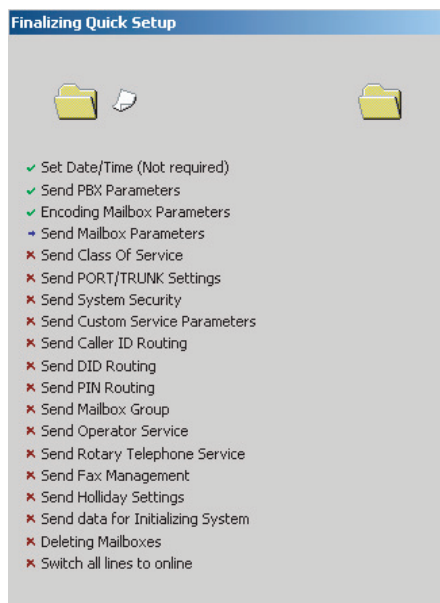 Finalizing Quick Setup
Set Date/Time (Not required)
Send PBX Parameters
Encoding Mailbox Parameters
Send Mailbox Parameters
Send Class Of Service
Send PORT/TRUNK Settings
Send System Security
Send Custom Service Parameters
Send Caller ID Routing
Send DID Routing
Send PIN Routing
Send Mailbox Group
Send Operator Service
Send Rotary Telephone Service
Send Fax Management
Send Holliday Settings
Send data for Initializing System
Deleting Mailboxes
Switch all lines to online